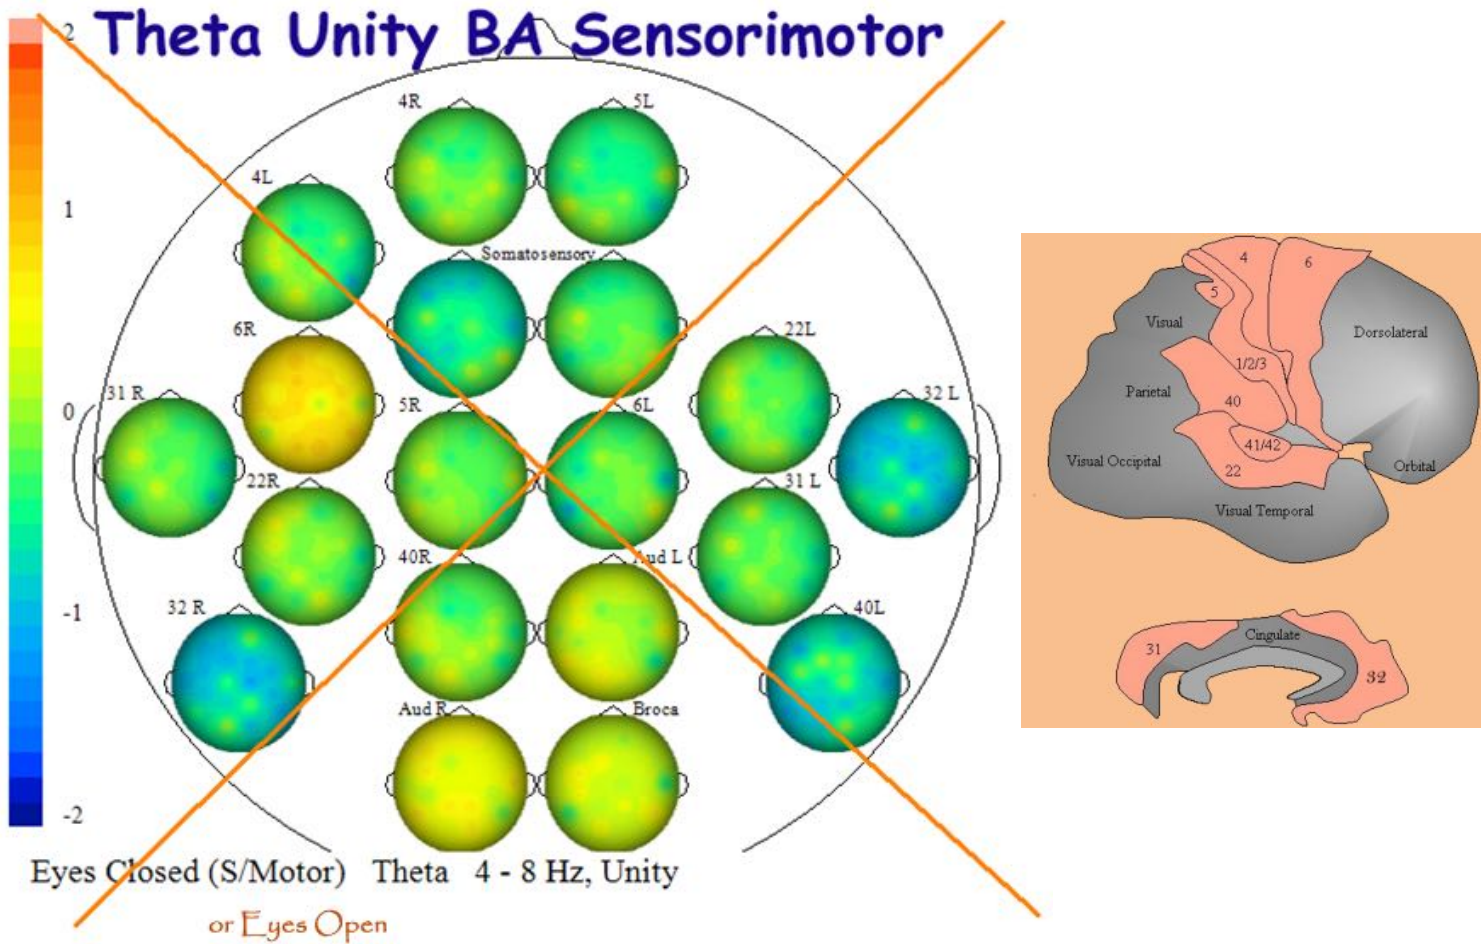 Theta Unity BA Sensorimotor
2
1
0
-1
-2
4R
5L
4L
Somatosensory
6R
22L
31 R
5R
6L
32 L
22R
31 L
40R
Aud L
32 R
40L
Aud R
Broca
Eyes Closed (S/Motor) Theta 4 - 8 Hz, Unity
or Eyes Open
4
6
5
Visual
Dorsolateral
1/2/3
Parietal
40
41/42
Visual Occipital
22
Orbital
Visual Temporal
Cingulate
31
32